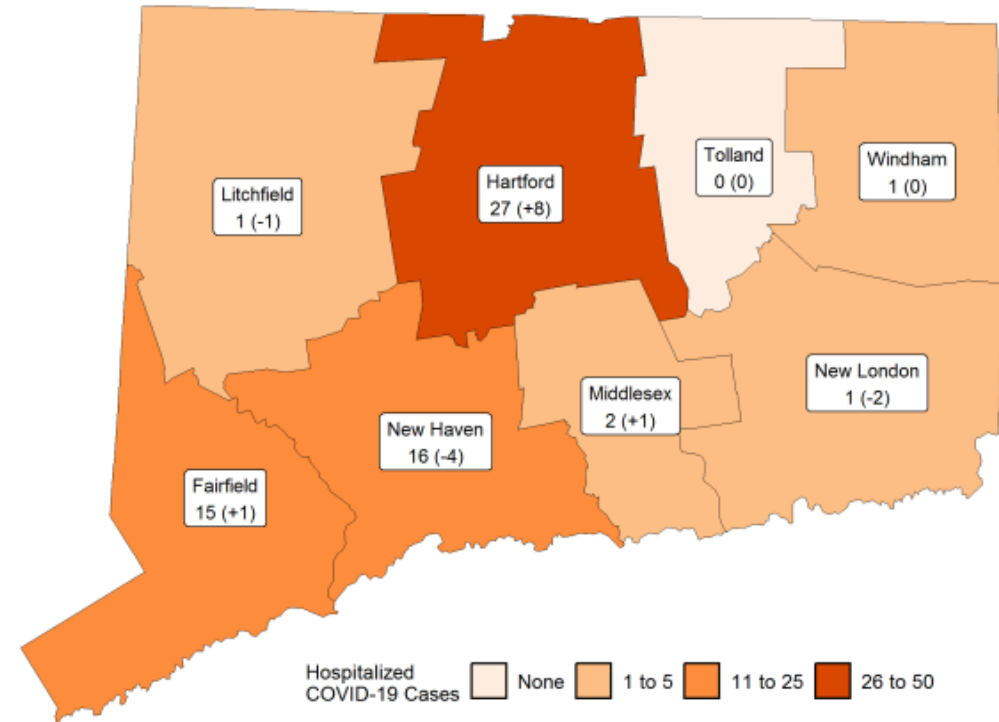 Tolland
0 (0)
Windham
1 (0)
Hartford
27 (+8)
Litchfield
1 (-1)
New London
1 (-2)
Middlesex
2 (+1)
New Haven
16 (-4)
Fairfield
15 (+1)
Hospitalized
COVID-19 Cases
None
1 to 5
11 to 25
26 to 50